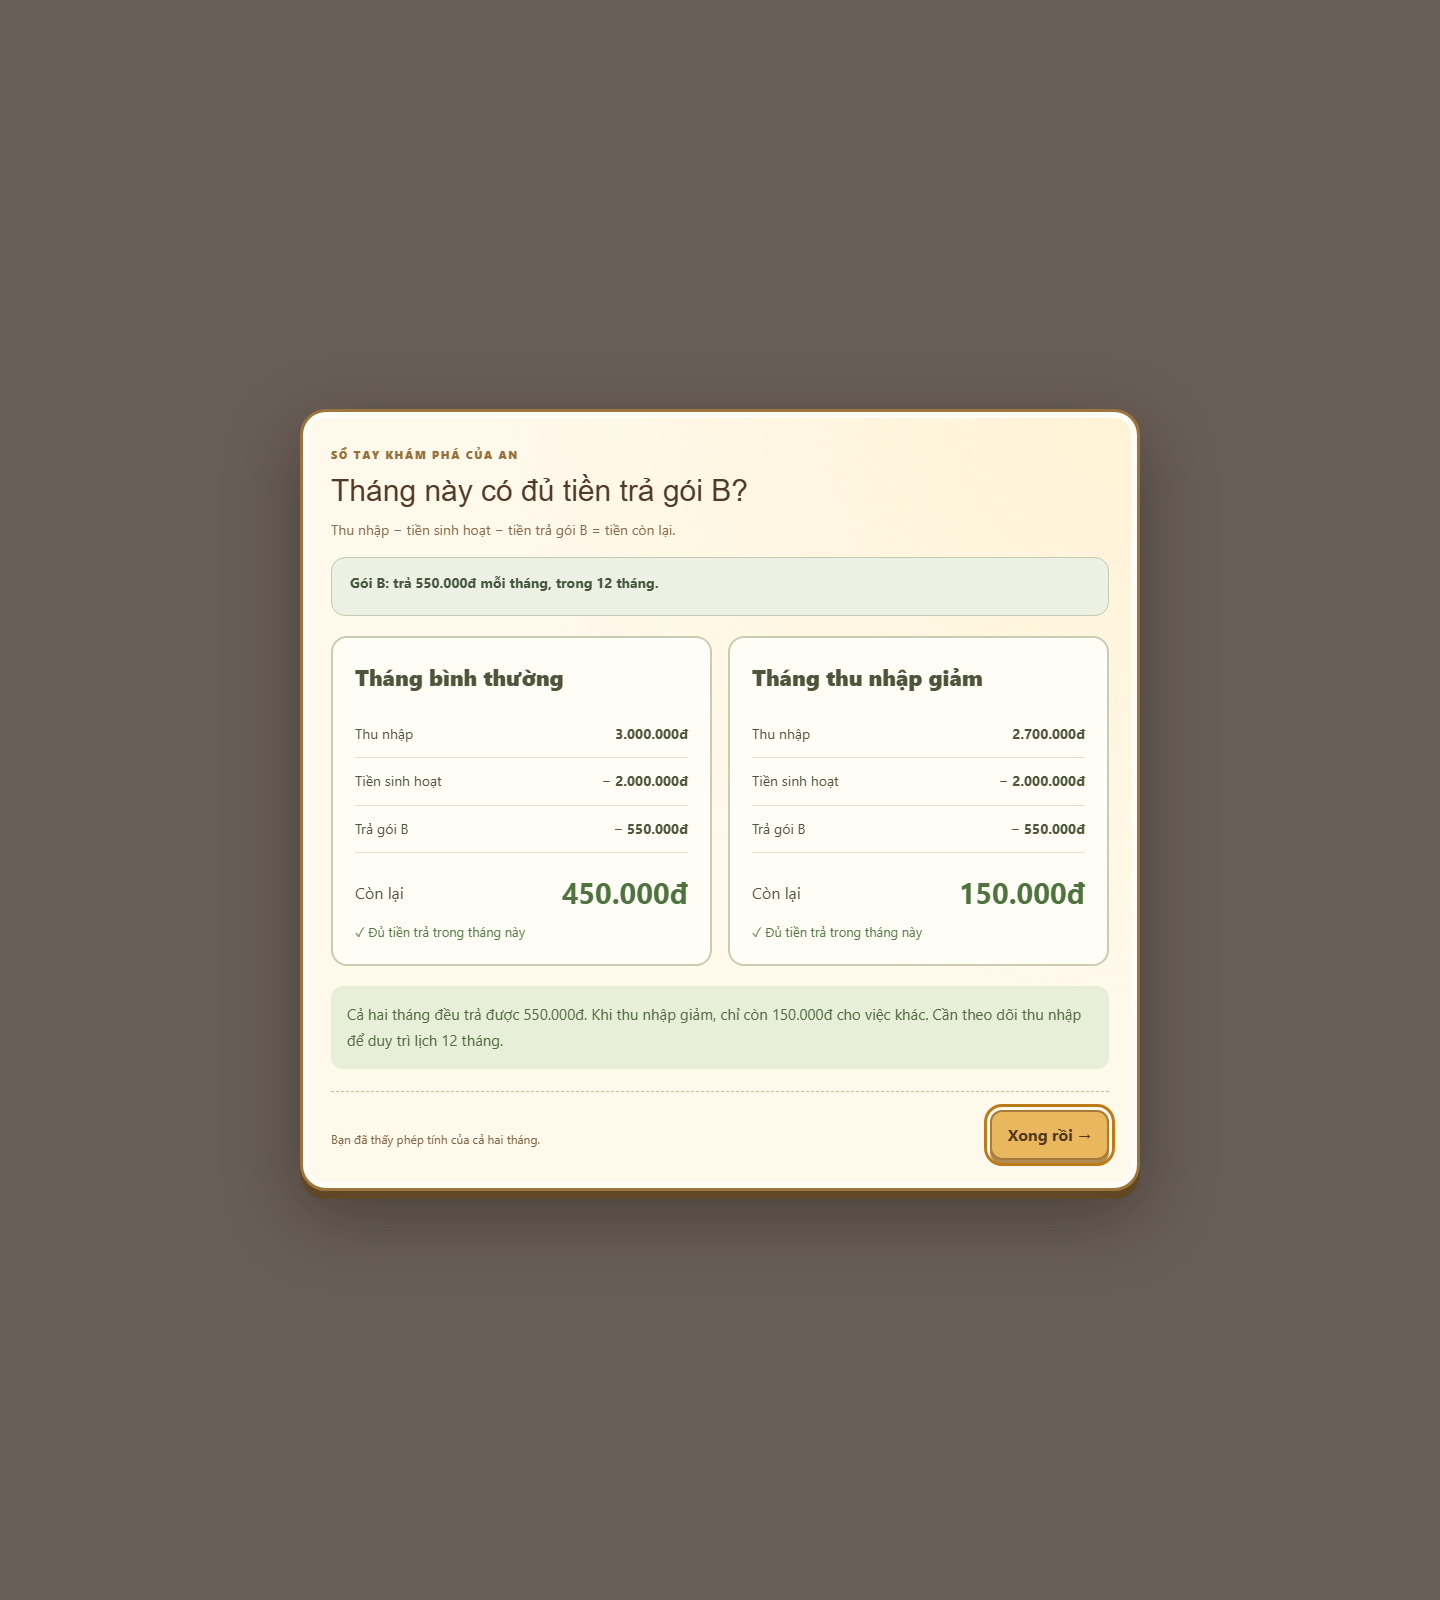 SỔ TAY KHÁM PHÁ CỦA AN
Tháng này có đủ tiền trả gói B?
Thu nhập − tiền sinh hoạt − tiền trả gói B = tiền còn lại.
Gói B: trả 550.000đ mỗi tháng, trong 12 tháng.
Tháng bình thường
Thu nhập 3.000.000đ
Tiền sinh hoạt − 2.000.000đ
Trả gói B − 550.000đ
Còn lại 450.000đ
✓ Đủ tiền trả trong tháng này
Tháng thu nhập giảm
Thu nhập 2.700.000đ
Tiền sinh hoạt − 2.000.000đ
Trả gói B − 550.000đ
Còn lại 150.000đ
✓ Đủ tiền trả trong tháng này
Cả hai tháng đều trả được 550.000đ. Khi thu nhập giảm, chỉ còn 150.000đ cho việc khác. Cần theo dõi thu nhập
để duy trì lịch 12 tháng.
Bạn đã thấy phép tính của cả hai tháng.
Xong rồi →